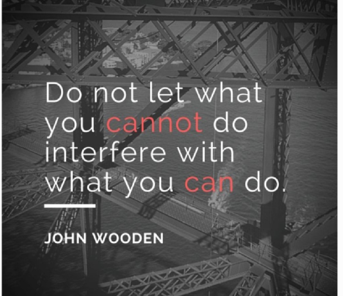 Do not let what
you cannot do
interfere with
what you can do.
JOHN WOODEN